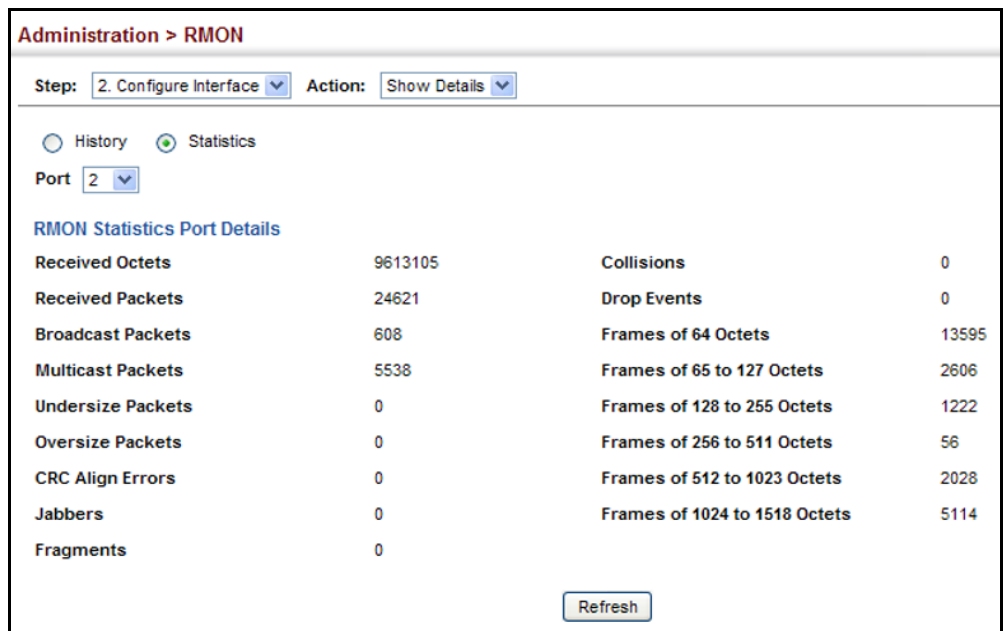 Administration > RMON
Step: 2. Configure Interface Action: Show Details
History Statistics
Port 2
RMON Statistics Port Details
Received Octets 9613105 Collisions 0
Received Packets 24621 Drop Events 0
Broadcast Packets 608 Frames of 64 Octets 13595
Multicast Packets 5538 Frames of 65 to 127 Octets 2606
Undersize Packets 0 Frames of 128 to 255 Octets 1222
Oversize Packets 0 Frames of 256 to 511 Octets 56
CRC Align Errors 0 Frames of 512 to 1023 Octets 2028
Jabbers 0 Frames of 1024 to 1518 Octets 5114
Fragments 0
Refresh